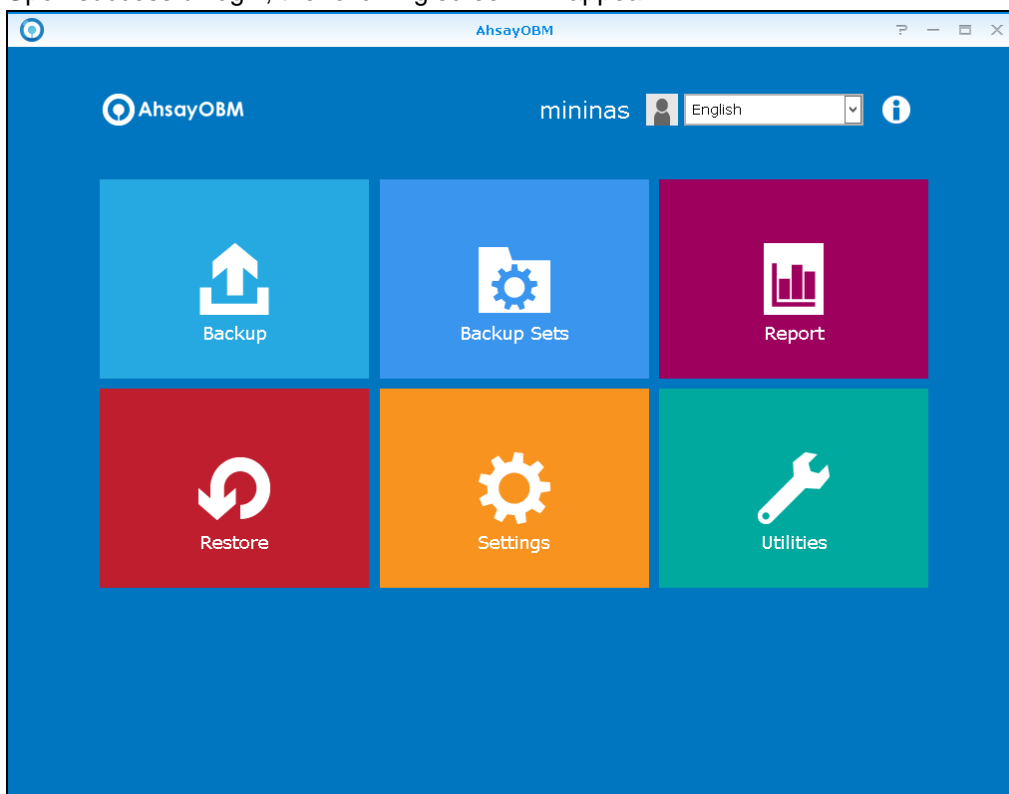 AhsayOBM
AhsayOBM
mininas English
Backup Backup Sets Report
Restore Settings Utilities